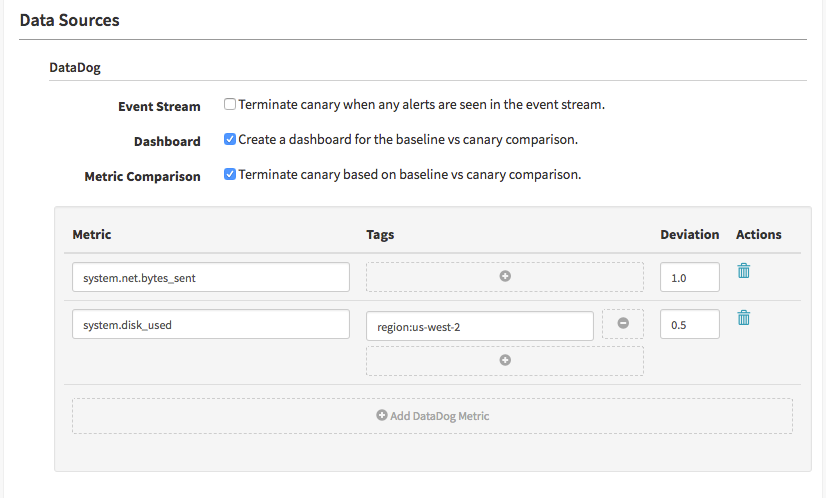 Data Sources
DataDog
Event Stream Terminate canary when any alerts are seen in the event stream.
Dashboard Create a dashboard for the baseline vs canary comparison.
Metric Comparison Terminate canary based on baseline vs canary comparison.
Metric Tags Deviation Actions
system.net.bytes_sent 1.0
system.disk_used region:us-west-2 0.5
Add DataDog Metric